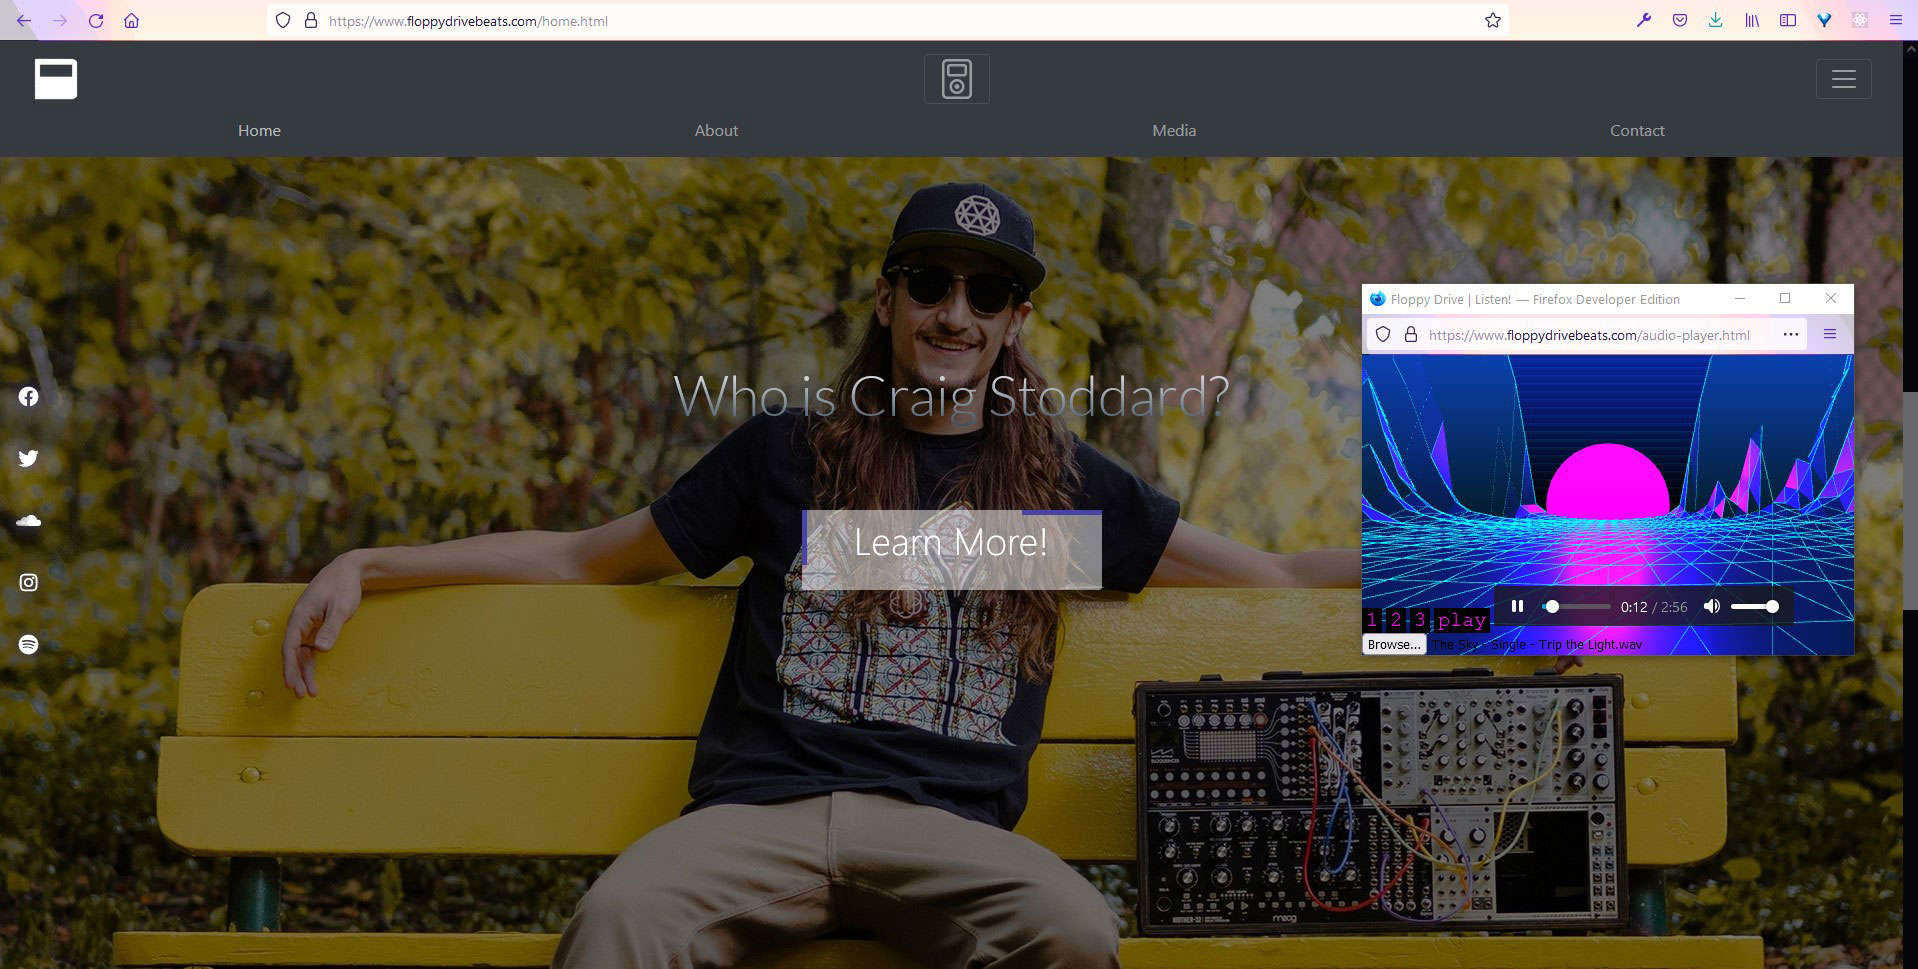 https://www.floppydrivebeats.com/home.html
Home
About
Media
Contact
Floppy Drive | Listen! — Firefox Developer Edition
https://www.floppydrivebeats.com/audio-player.html
Who is Craig Stoddard?
Learn More!
0:12 / 2:56
1 2 3 play
Browse... The Sky - Single - Trip the Light.wav
moog